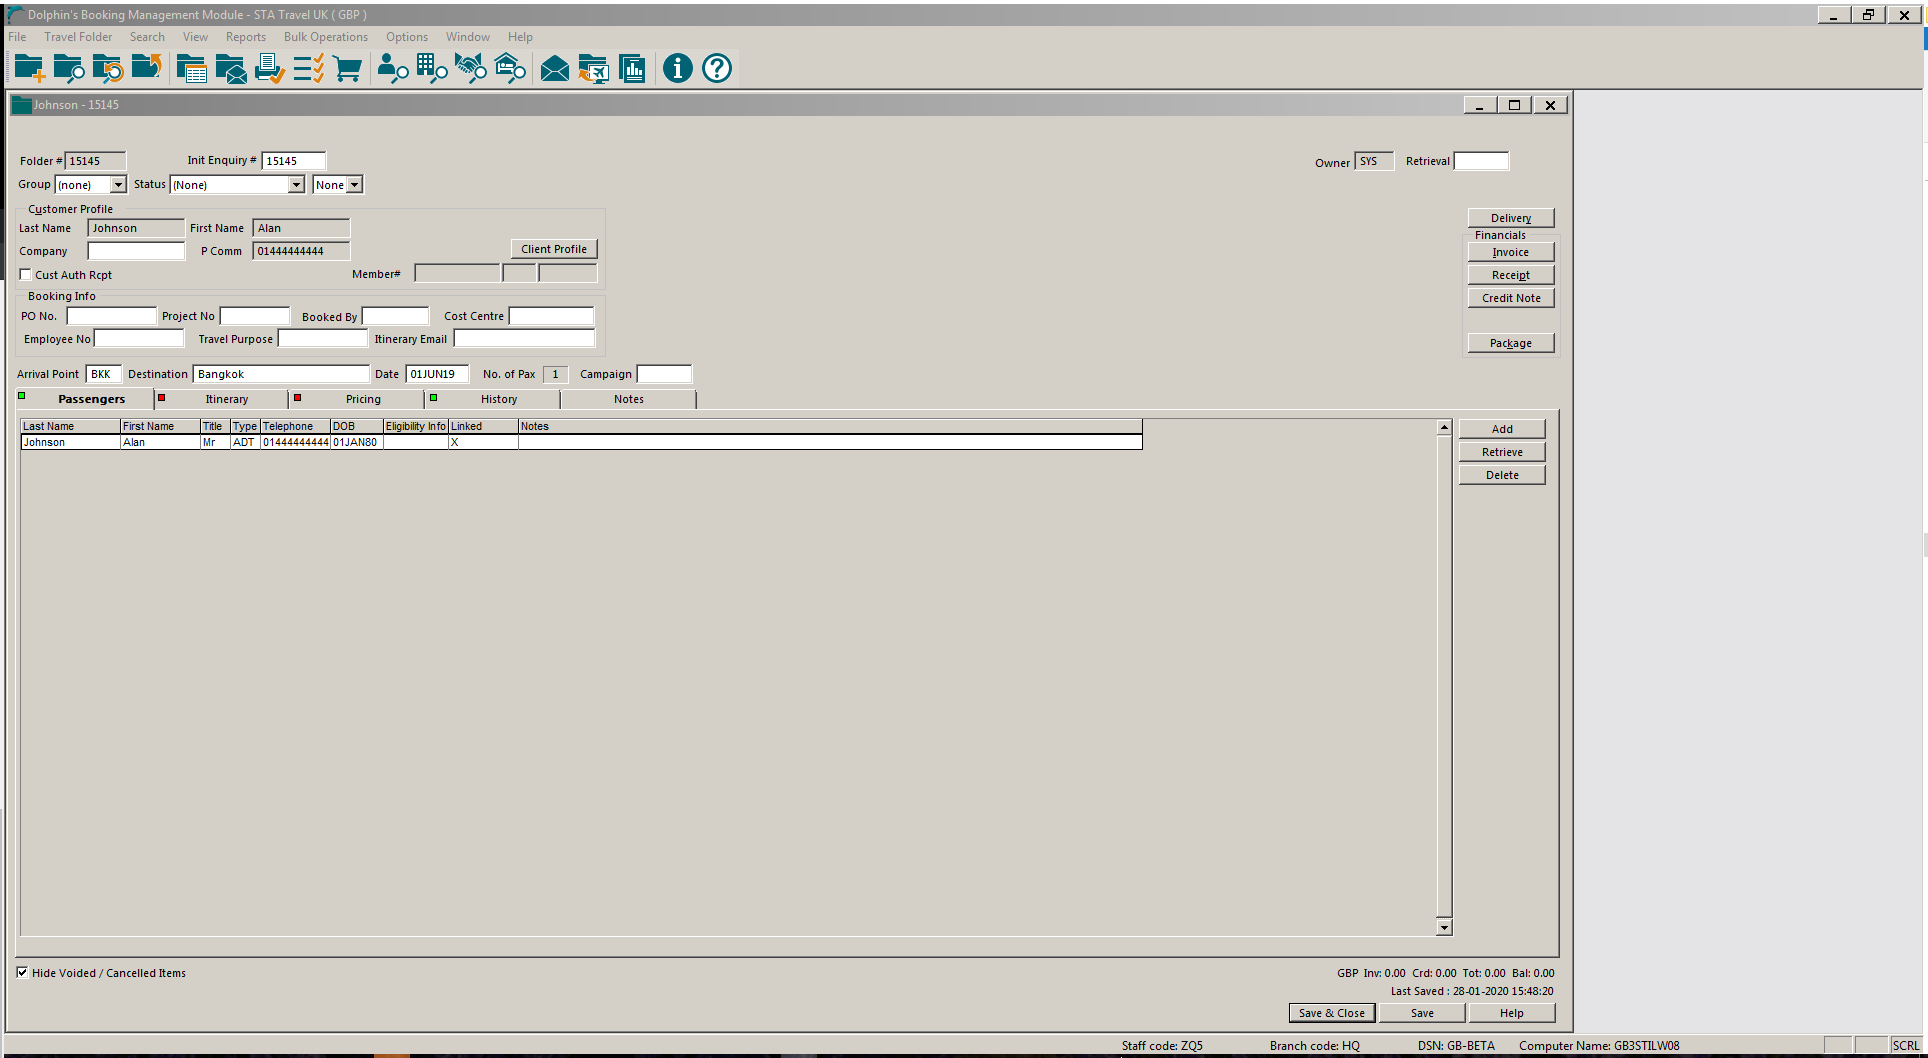 Dolphin's Booking Management Module - STA Travel UK ( GBP )
File Travel Folder Search View Reports Bulk Operations Options Window Help
Johnson - 15145
Folder # 15145 Init Enquiry # 15145 Owner SYS Retrieval
Group (none) Status (None) None
Customer Profile
Last Name Johnson First Name Alan
Company P Comm 01444444444 Client Profile
Cust Auth Rcpt Member#
Delivery
Financials
Invoice
Receipt
Credit Note
Package
Booking Info
PO No. Project No Booked By Cost Centre
Employee No Travel Purpose Itinerary Email
Arrival Point BKK Destination Bangkok Date 01JUN19 No. of Pax 1 Campaign
Passengers Itinerary Pricing History Notes
Last Name First Name Title Type Telephone DOB Eligibility Info Linked Notes
Johnson Alan Mr ADT 01444444444 01JAN80 X
Add
Retrieve
Delete
Hide Voided / Cancelled Items
GBP Inv: 0.00 Crd: 0.00 Tot: 0.00 Bal: 0.00
Last Saved : 28-01-2020 15:48:20
Save & Close Save Help
Staff code: ZQ5 Branch code: HQ DSN: GB-BETA Computer Name: GB3STILW08 SCRL